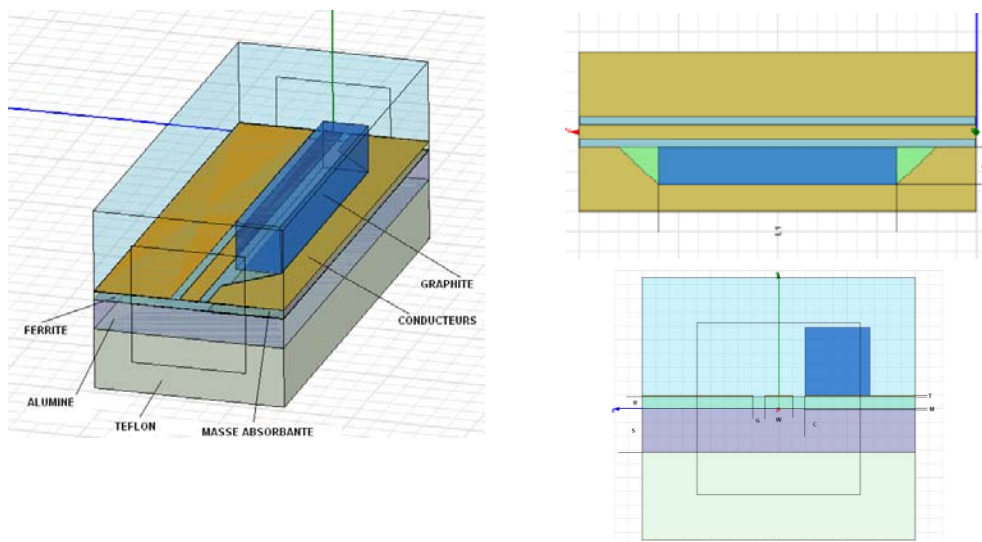 GRAPHITE
CONDUCTEURS
FERRITE
ALUMINE
TEFLON
MASSE ABSORBANTE
T
M
G
W
C
S